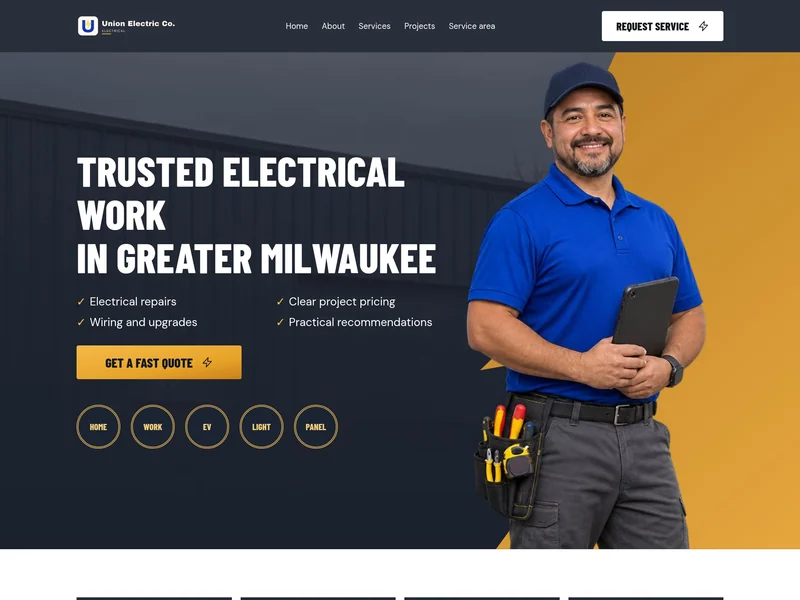 Union Electric Co.
ELECTRICAL
Home
About
Services
Projects
Service area
REQUEST SERVICE
TRUSTED ELECTRICAL
WORK
IN GREATER MILWAUKEE
✓ Electrical repairs
✓ Clear project pricing
✓ Wiring and upgrades
✓ Practical recommendations
GET A FAST QUOTE
HOME
WORK
EV
LIGHT
PANEL